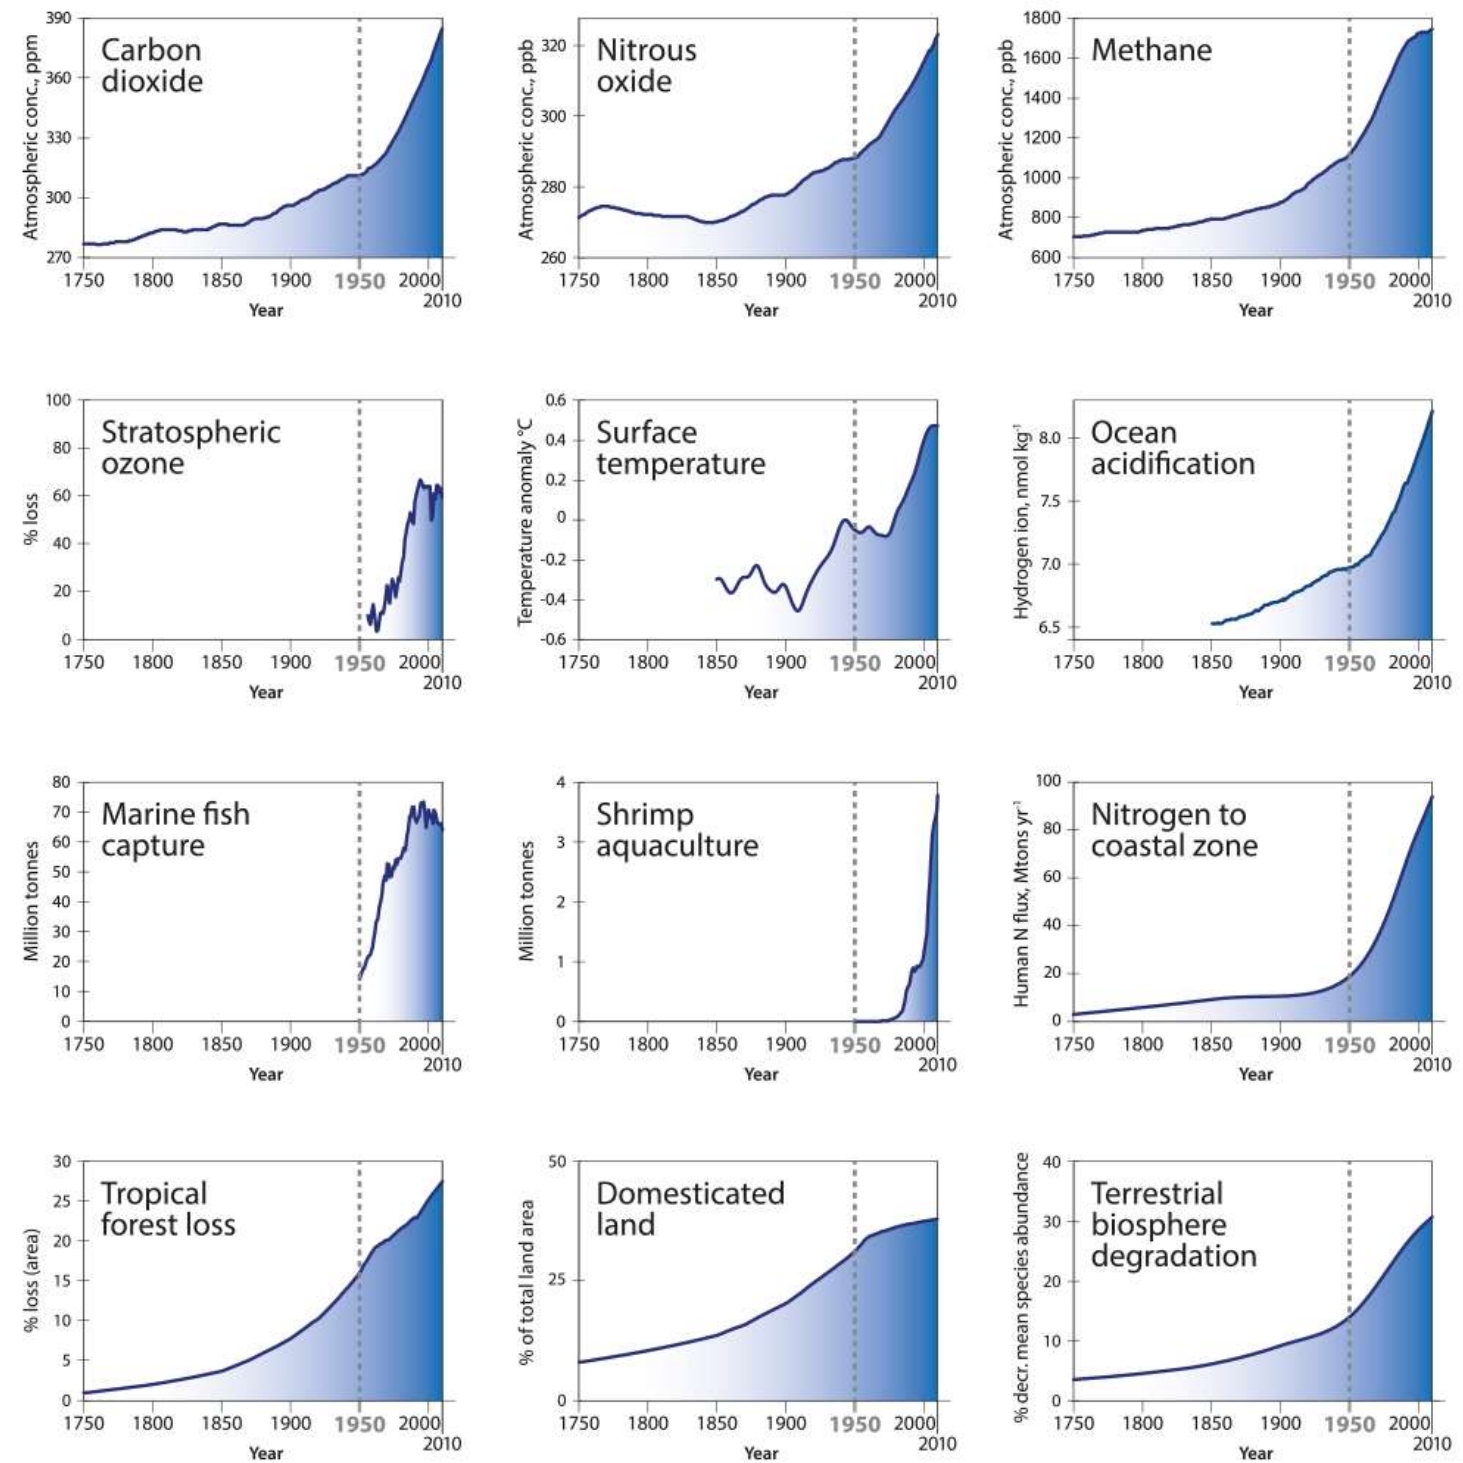 390
360
330
300
270
Atmospheric conc., ppm
Carbon
dioxide
1750 1800 1850 1900 1950 2000
2010
Year
320
300
280
260
Atmospheric conc., ppb
Nitrous
oxide
1750 1800 1850 1900 1950 2000
2010
Year
1800
1600
1400
1200
1000
800
600
Atmospheric conc., ppb
Methane
1750 1800 1850 1900 1950 2000
2010
Year
100
80
60
40
20
0
% loss
Stratospheric
ozone
1750 1800 1850 1900 1950 2000
2010
Year
0.6
0.4
0.2
0
-0.2
-0.4
-0.6
Temperature anomaly °C
Surface
temperature
1750 1800 1850 1900 1950 2000
2010
Year
8.0
7.5
7.0
6.5
Hydrogen ion, nmol kg-1
Ocean
acidification
1750 1800 1850 1900 1950 2000
2010
Year
80
70
60
50
40
30
20
10
0
Million tonnes
Marine fish
capture
1750 1800 1850 1900 1950 2000
2010
Year
4
3
2
1
0
Million tonnes
Shrimp
aquaculture
1750 1800 1850 1900 1950 2000
2010
Year
100
80
60
40
20
0
Human N flux, Mtons yr-1
Nitrogen to
coastal zone
1750 1800 1850 1900 1950 2000
2010
Year
30
25
20
15
10
5
0
% loss (area)
Tropical
forest loss
1750 1800 1850 1900 1950 2000
2010
Year
50
25
0
% of total land area
Domesticated
land
1750 1800 1850 1900 1950 2000
2010
Year
40
30
20
10
0
% decr. mean species abundance
Terrestrial
biosphere
degradation
1750 1800 1850 1900 1950 2000
2010
Year